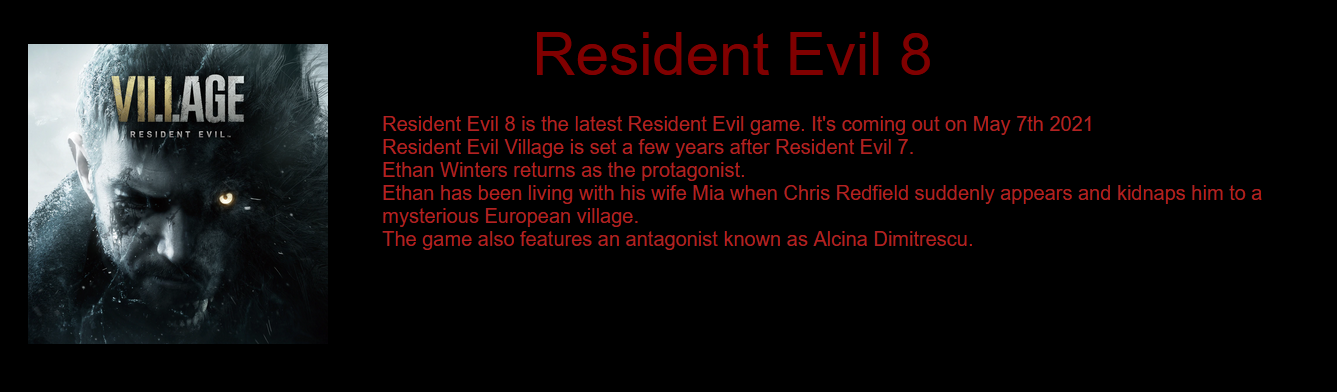 Resident Evil 8
VILLAGE
RESIDENT EVIL™
Resident Evil 8 is the latest Resident Evil game. It's coming out on May 7th 2021
Resident Evil Village is set a few years after Resident Evil 7.
Ethan Winters returns as the protagonist.
Ethan has been living with his wife Mia when Chris Redfield suddenly appears and kidnaps him to a
mysterious European village.
The game also features an antagonist known as Alcina Dimitrescu.